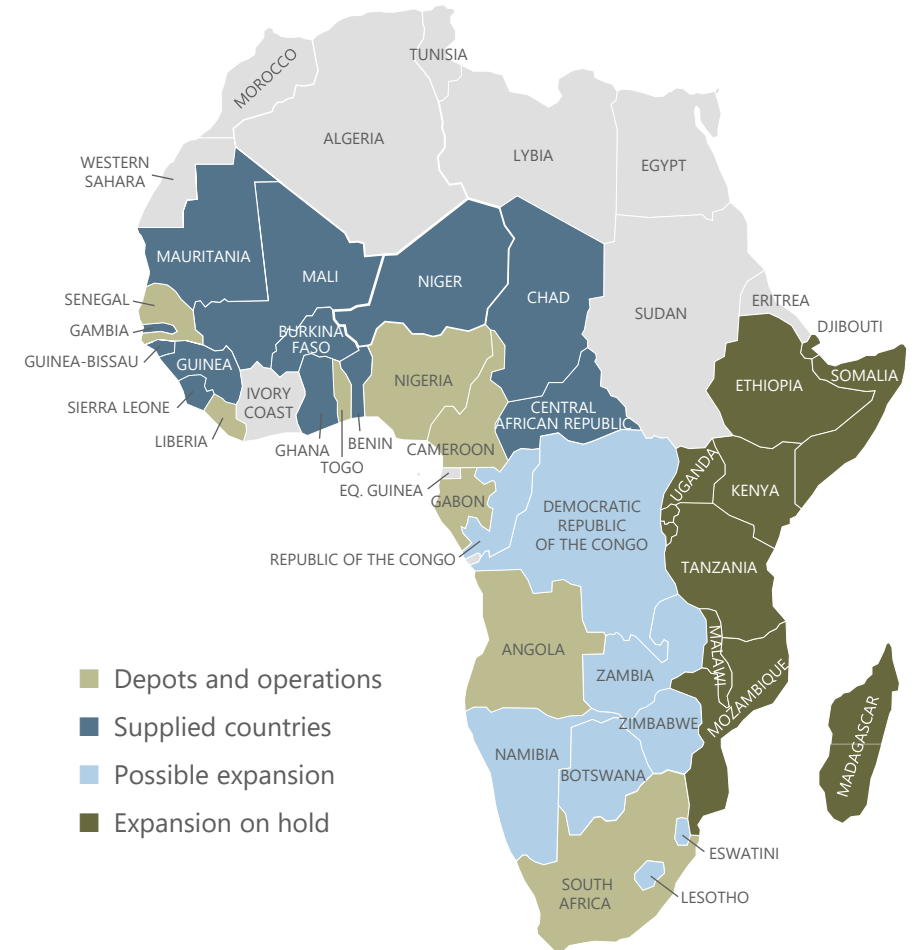 TUNISIA
MOROCCO
ALGERIA
LYBIA
EGYPT
WESTERN
SAHARA
MAURITANIA
MALI
NIGER
CHAD
SUDAN
ERITREA
DJIBOUTI
SENEGAL
GAMBIA
GUINEA-BISSAU
GUINEA
BURKINA
FASO
SIERRA LEONE
LIBERIA
IVORY
COAST
GHANA
TOGO
BENIN
NIGERIA
CAMEROON
CENTRAL
AFRICAN REPUBLIC
ETHIOPIA
SOMALIA
EQ. GUINEA
GABON
REPUBLIC OF THE CONGO
DEMOCRATIC
REPUBLIC
OF THE CONGO
UGANDA
KENYA
TANZANIA
ANGOLA
ZAMBIA
MALAWI
MOZAMBIQUE
ZIMBABWE
NAMIBIA
BOTSWANA
MADAGASCAR
ESWATINI
LESOTHO
SOUTH
AFRICA
Depots and operations
Supplied countries
Possible expansion
Expansion on hold